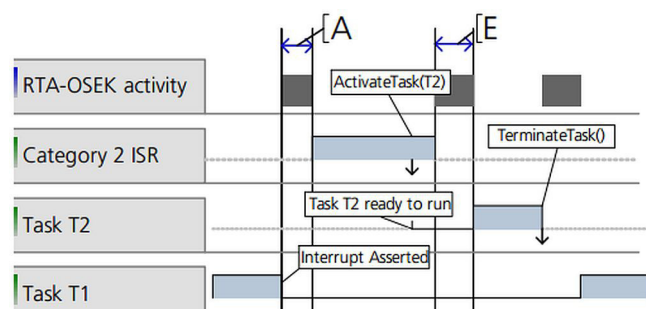 [A
[E
RTA-OSEK activity
ActivateTask(T2)
Category 2 ISR
TerminateTask()
Task T2 ready to run
Task T2
Interrupt Asserted
Task T1